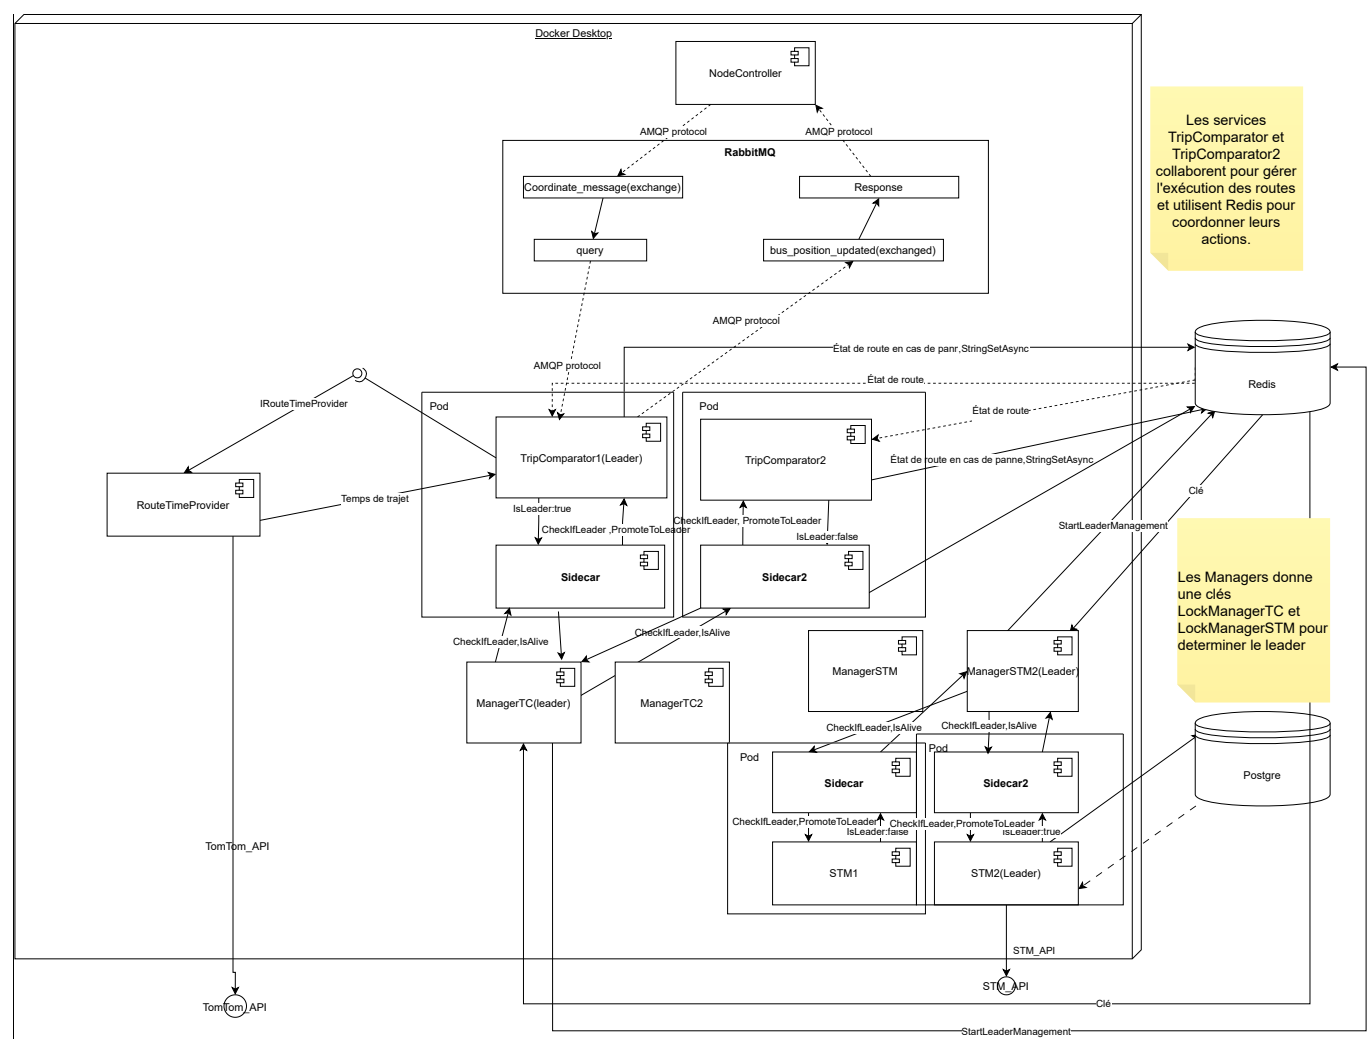 Docker Desktop
NodeController
AMQP protocol
AMQP protocol
RabbitMQ
Coordinate_message(exchange)
Response
query
bus_position_updated(exchanged)
AMQP protocol
AMQP protocol
Les services
TripComparator et
TripComparator2
collaborent pour gérer
l'exécution des routes
et utilisent Redis pour
coordonner leurs
actions.
État de route en cas de panr,StringSetAsync
État de route
État de route
Redis
IRouteTimeProvider
Pod
Pod
TripComparator1(Leader)
TripComparator2
État de route en cas de panne,StringSetAsync
RouteTimeProvider
Temps de trajet
IsLeader:true
CheckIfLeader ,PromoteToLeader
CheckIfLeader, PromoteToLeader
IsLeader:false
Clé
StartLeaderManagement
Sidecar
Sidecar2
Les Managers donne
une clés
LockManagerTC et
LockManagerSTM pour
determiner le leader
CheckIfLeader,IsAlive
CheckIfLeader,IsAlive
ManagerTC(leader)
ManagerTC2
ManagerSTM
ManagerSTM2(Leader)
CheckIfLeader,IsAlive
CheckIfLeader,IsAlive
Pod
Pod
Sidecar
Sidecar2
Postgre
CheckIfLeader,PromoteToLeader
IsLeader:false
CheckIfLeader,PromoteToLeader
IsLeader:true
STM1
STM2(Leader)
TomTom_API
STM_API
STM_API
TomTom_API
Clé
StartLeaderManagement